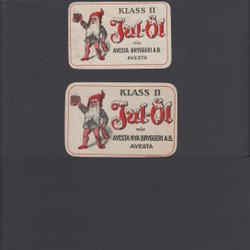 KLASS II
Jul-Öl
FRÅN
AVESTA BRYGGERI A.B.
AVESTA
KLASS II
Jul-Öl
FRÅN
AVESTA NYA BRYGGERI A.B.
AVESTA